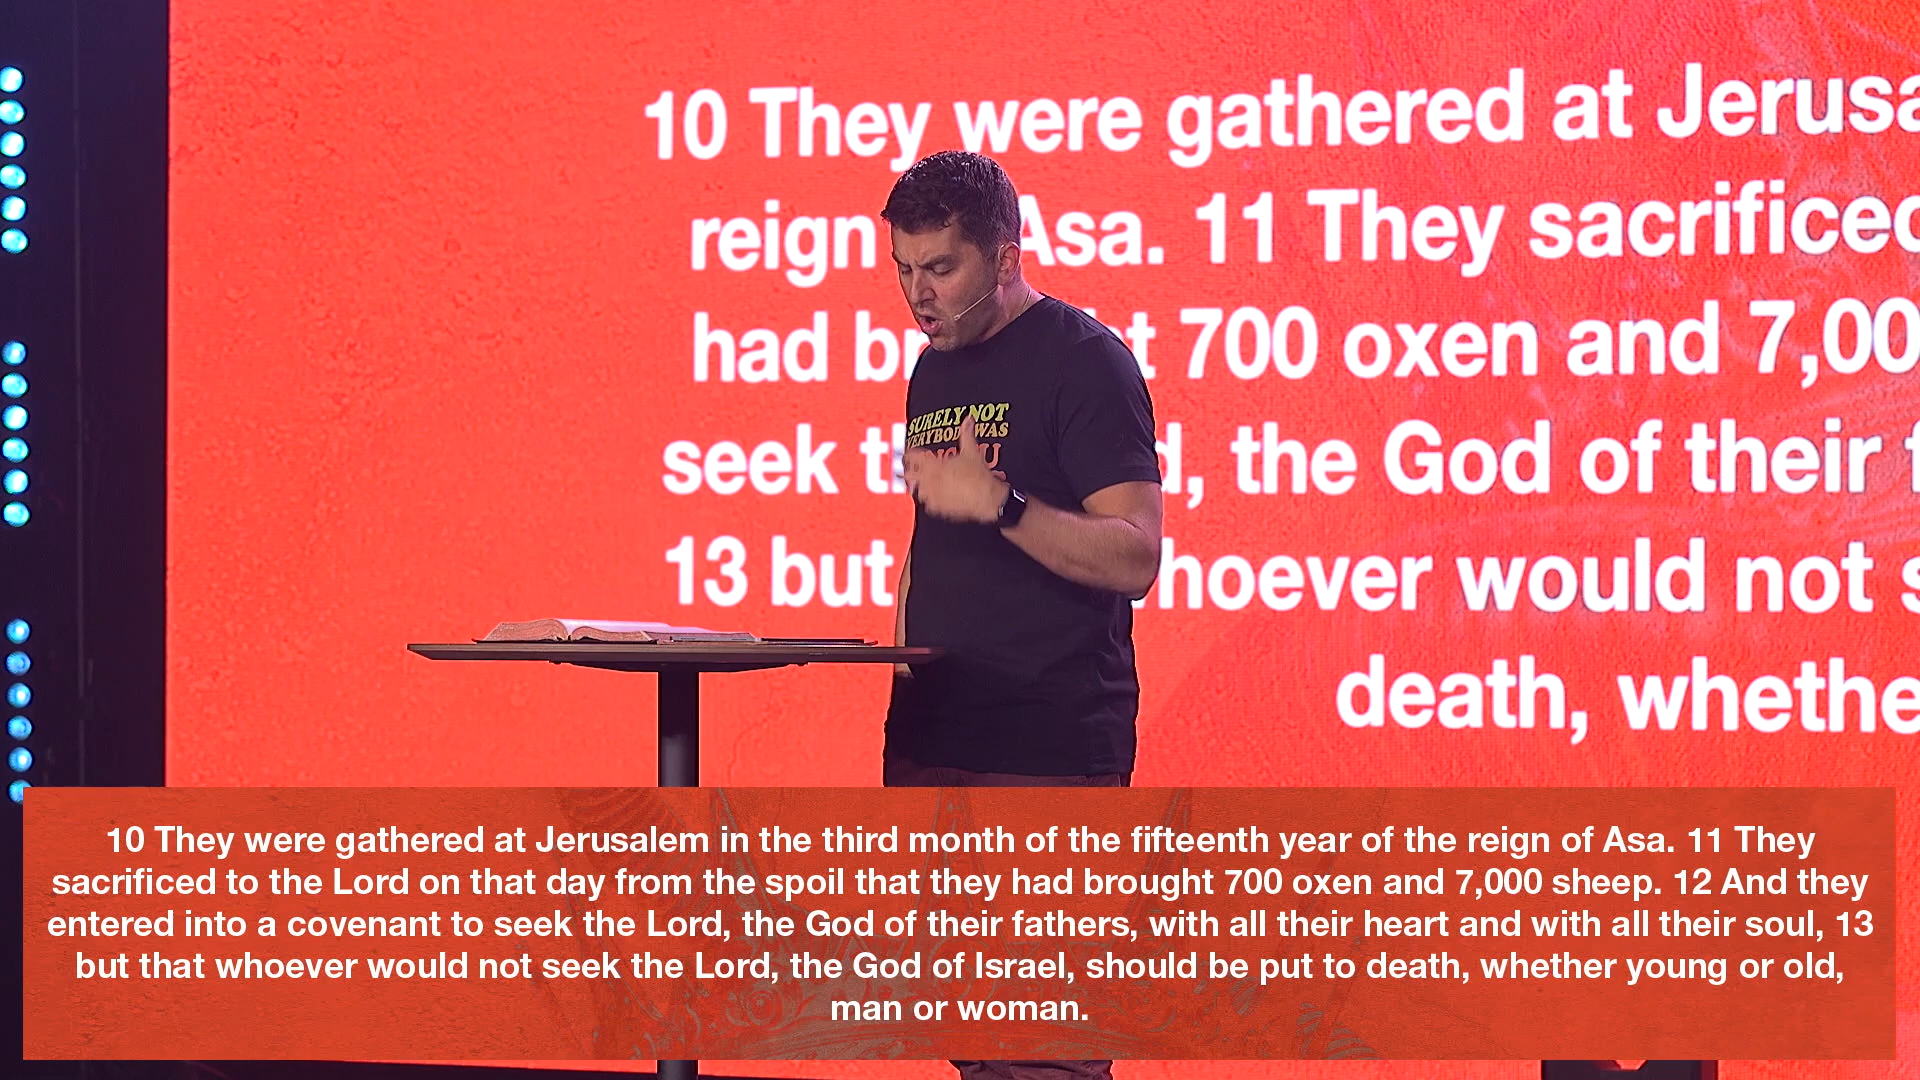 10 They were gathered at Jerusa
reign Asa. 11 They sacrificed
had 700 oxen and 7,00
seek the God of their
13 but whoever would not
death, whethe
SURELY NOT
EVERYBODY WAS
10 They were gathered at Jerusalem in the third month of the fifteenth year of the reign of Asa. 11 They
sacrificed to the Lord on that day from the spoil that they had brought 700 oxen and 7,000 sheep. 12 And they
entered into a covenant to seek the Lord, the God of their fathers, with all their heart and with all their soul, 13
but that whoever would not seek the Lord, the God of Israel, should be put to death, whether young or old,
man or woman.